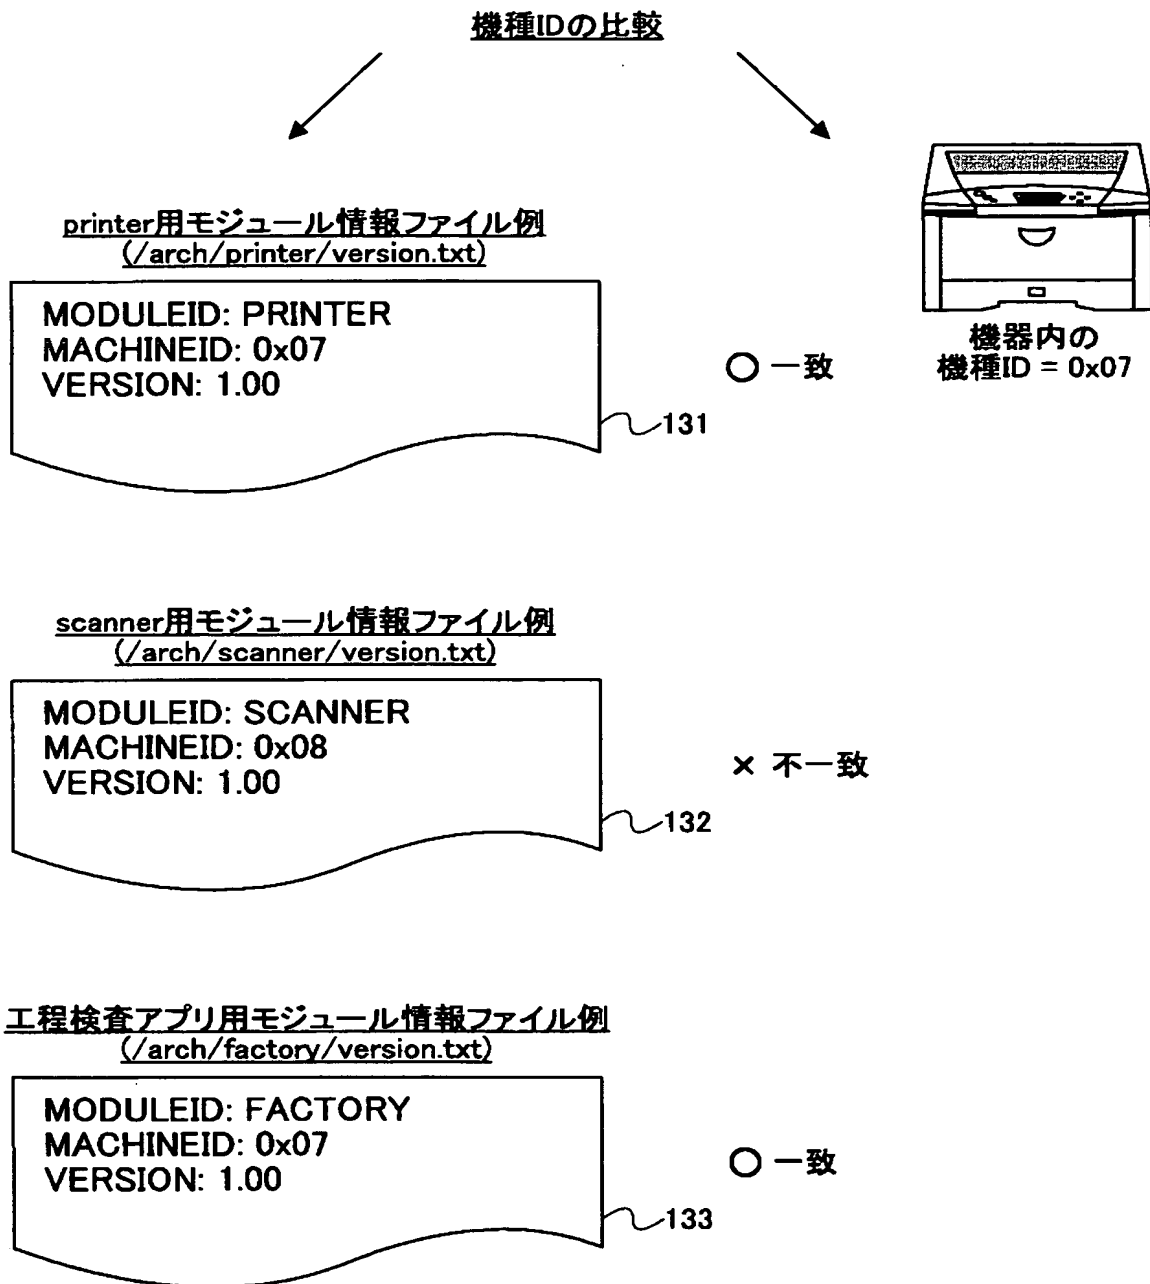 機種IDの比較
printer用モジュール情報ファイル例
(/arch/printer/version.txt)
MODULEID: PRINTER
MACHINEID: 0x07
VERSION: 1.00
131
○ 一致
機器内の
機種ID = 0x07
scanner用モジュール情報ファイル例
(/arch/scanner/version.txt)
MODULEID: SCANNER
MACHINEID: 0x08
VERSION: 1.00
132
× 不一致
工程検査アプリ用モジュール情報ファイル例
(/arch/factory/version.txt)
MODULEID: FACTORY
MACHINEID: 0x07
VERSION: 1.00
133
○ 一致